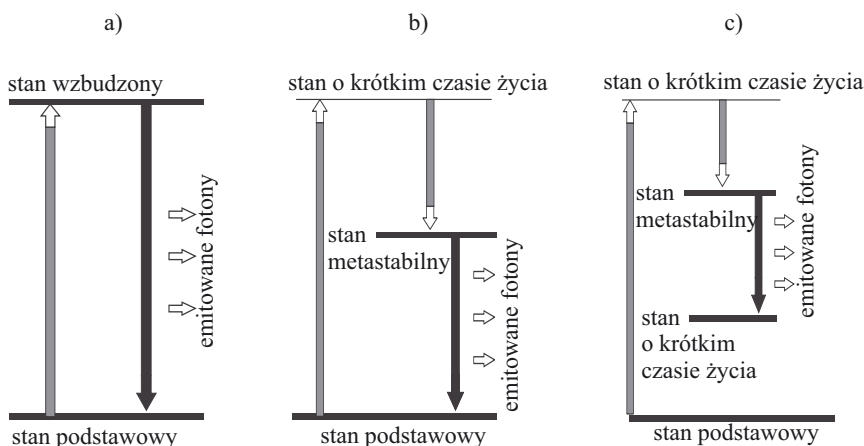 a)
stan wzbudzony
emitowane fotony
stan podstawowy
b)
stan o krótkim czasie życia
stan
metastabilny
emitowane fotony
stan podstawowy
c)
stan o krótkim czasie życia
stan
metastabilny
emitowane fotony
stan
o krótkim
czasie życia
stan podstawowy